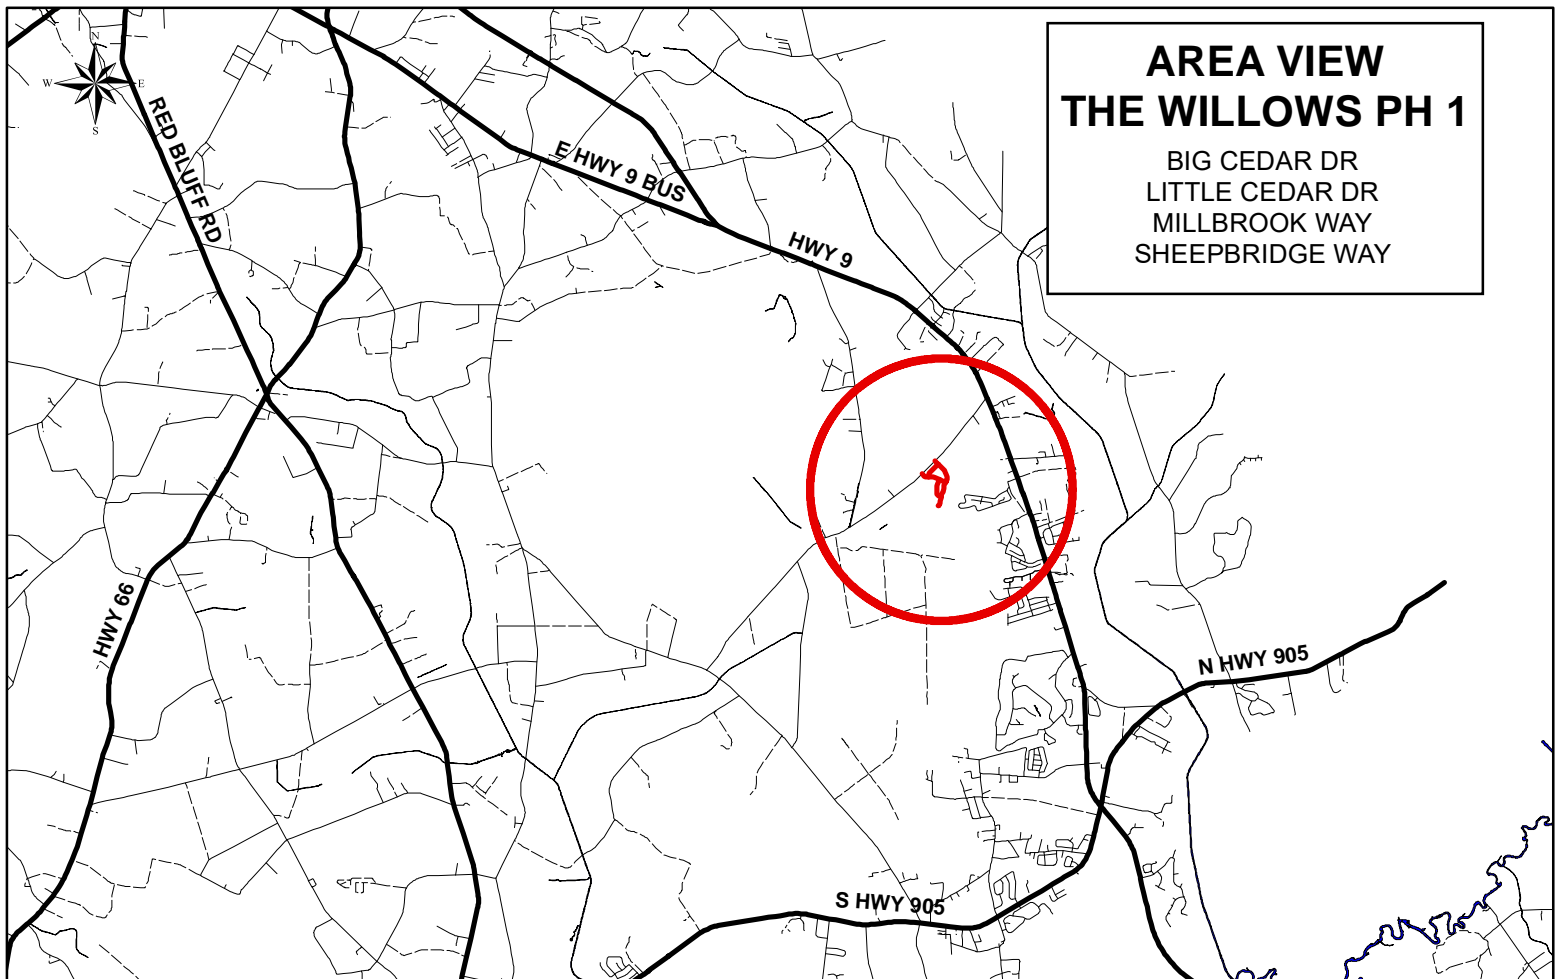 AREA VIEW
THE WILLOWS PH 1
BIG CEDAR DR
LITTLE CEDAR DR
MILLBROOK WAY
SHEEPBRIDGE WAY
N
W
E
S
RED BLUFF RD
E HWY 9 BUS
HWY 9
HWY 66
N HWY 905
S HWY 905